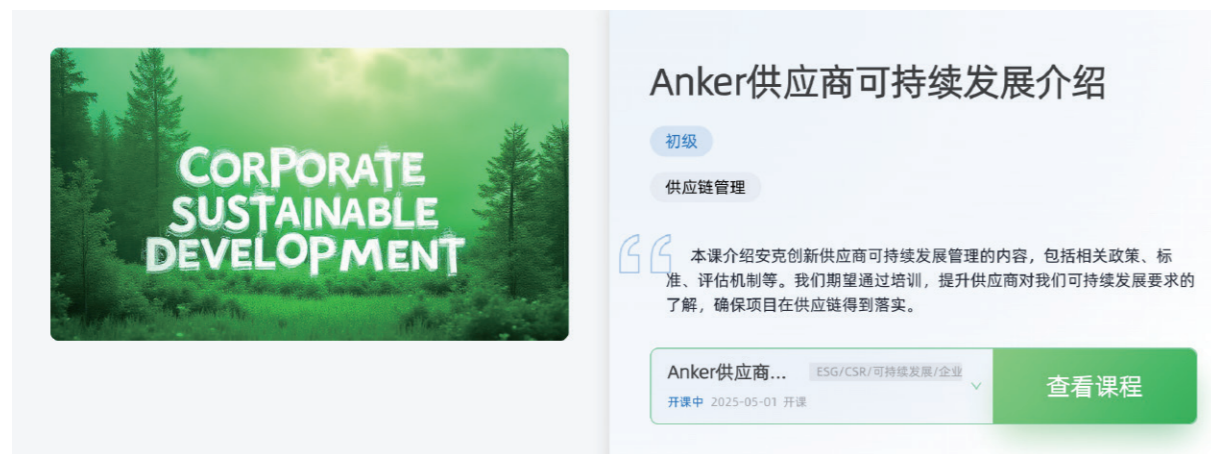 CORPORATE
SUSTAINABLE
DEVELOPMENT
Anker供应商可持续发展介绍
初级
供应链管理
本课介绍安克创新供应商可持续发展管理的内容，包括相关政策、标
准、评估机制等。我们期望通过培训，提升供应商对我们可持续发展要求的
了解，确保项目在供应链得到落实。
Anker供应商... ESG/CSR/可持续发展/企业
开课中 2025-05-01 开课
查看课程